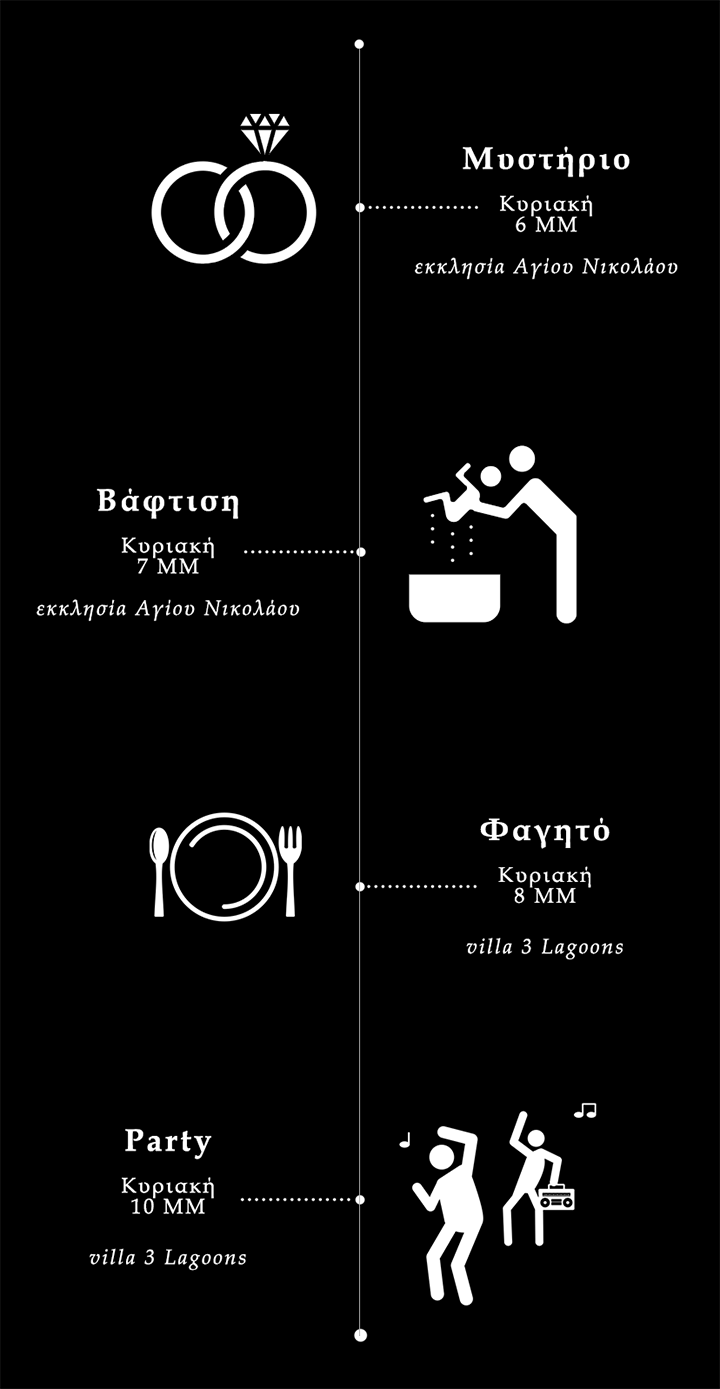 Μυστήριο
Κυριακή
6 ΜΜ
εκκλησία Αγίου Νικολάου
Βάφτιση
Κυριακή
7 ΜΜ
εκκλησία Αγίου Νικολάου
Φαγητό
Κυριακή
8 ΜΜ
villa 3 Lagoons
Party
Κυριακή
10 ΜΜ
villa 3 Lagoons